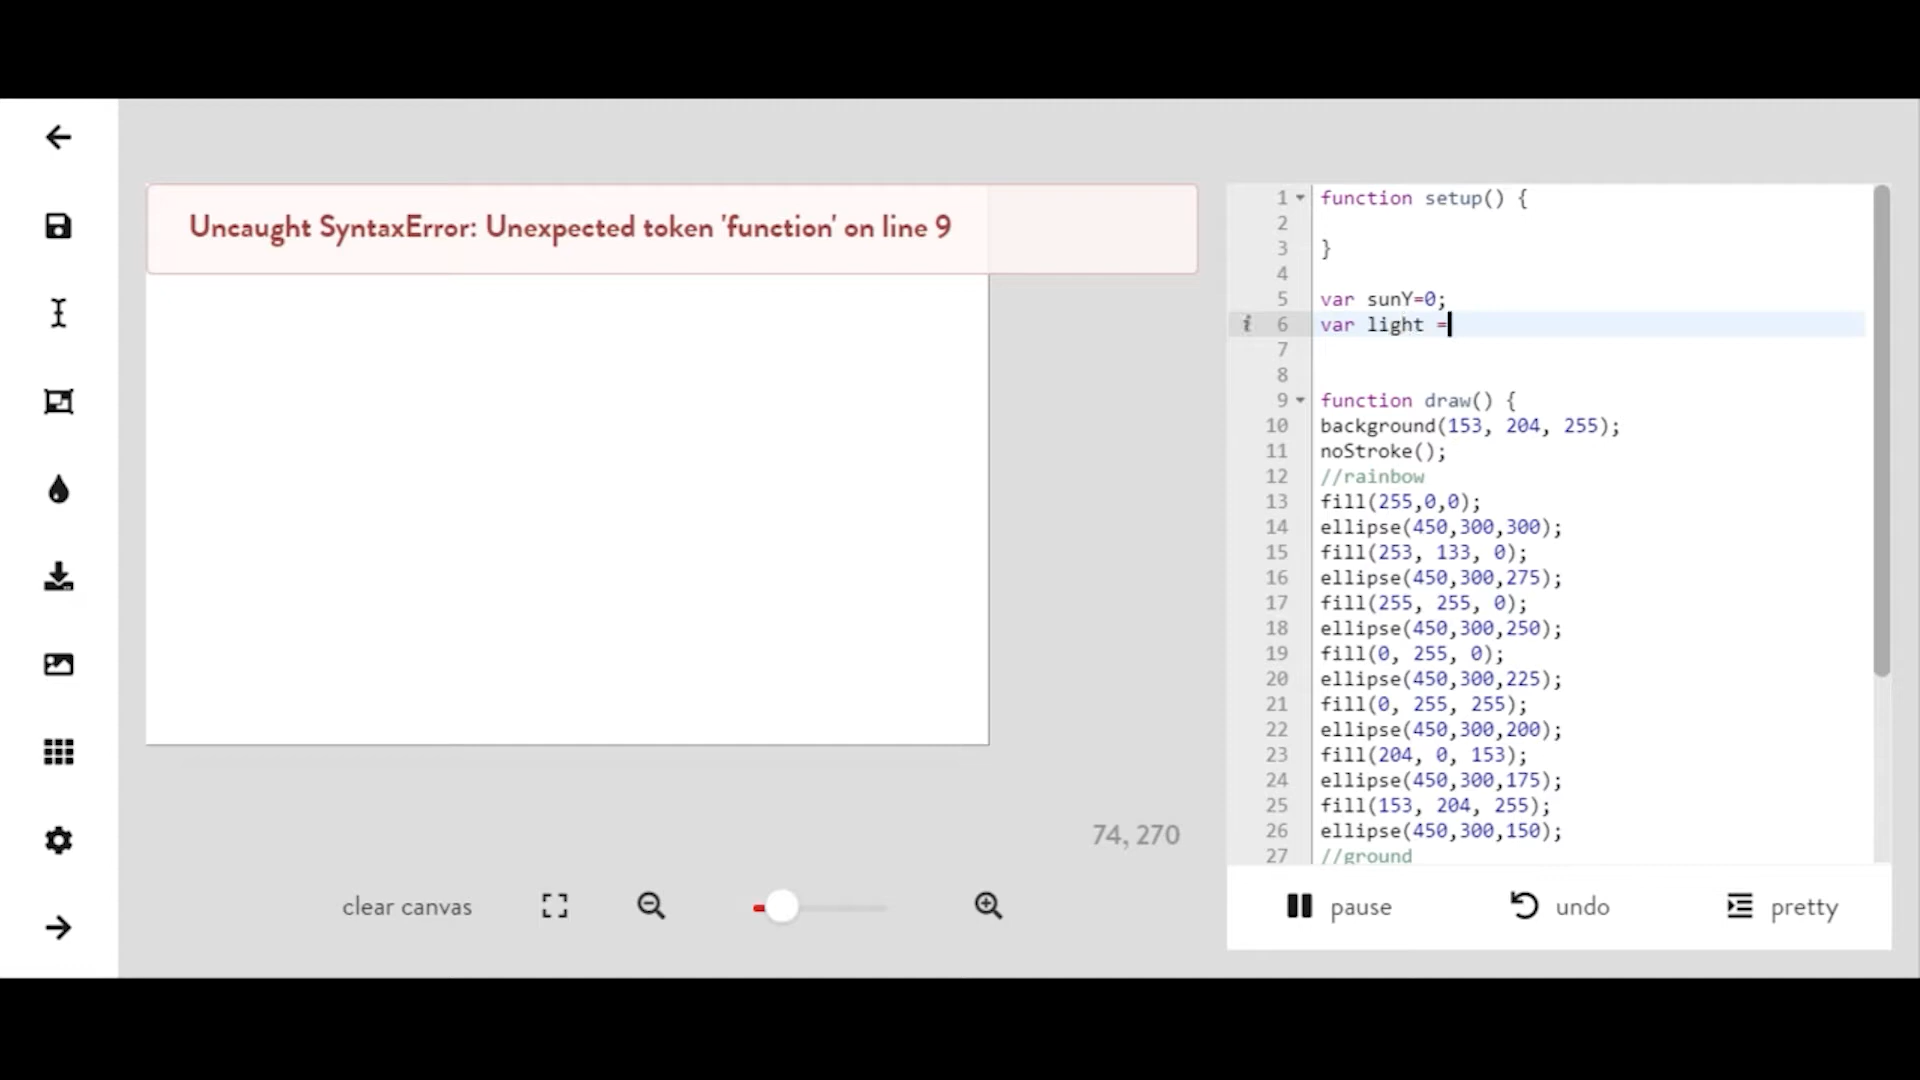 Uncaught SyntaxError: Unexpected token 'function' on line 9
1 function setup() {
2
3 }
4
5 var sunY=0;
i 6 var light =
7
8
9 function draw() {
10 background(153, 204, 255);
11 noStroke();
12 //rainbow
13 fill(255,0,0);
14 ellipse(450,300,300);
15 fill(253, 133, 0);
16 ellipse(450,300,275);
17 fill(255, 255, 0);
18 ellipse(450,300,250);
19 fill(0, 255, 0);
20 ellipse(450,300,225);
21 fill(0, 255, 255);
22 ellipse(450,300,200);
23 fill(204, 0, 153);
24 ellipse(450,300,175);
25 fill(153, 204, 255);
26 ellipse(450,300,150);
27 //ground
74, 270
clear canvas
pause
undo
pretty